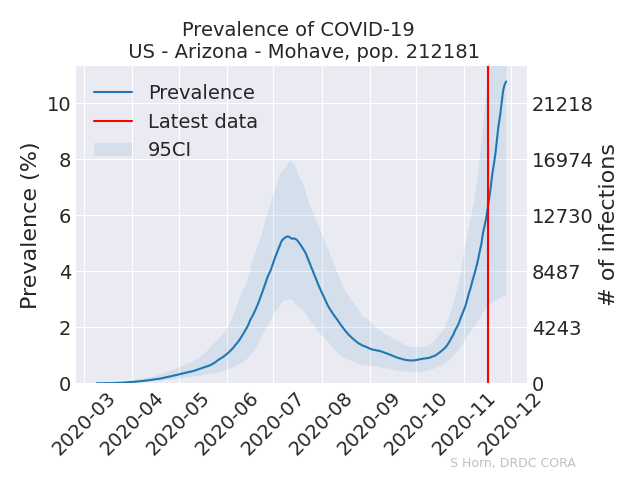 Prevalence of COVID-19
US - Arizona - Mohave, pop. 212181
Prevalence
Latest data
95CI
Prevalence (%)
10
8
6
4
2
0
21218
16974
12730
8487
4243
0
# of infections
2020-03
2020-04
2020-05
2020-06
2020-07
2020-08
2020-09
2020-10
2020-11
2020-12
S Horn, DRDC CORA